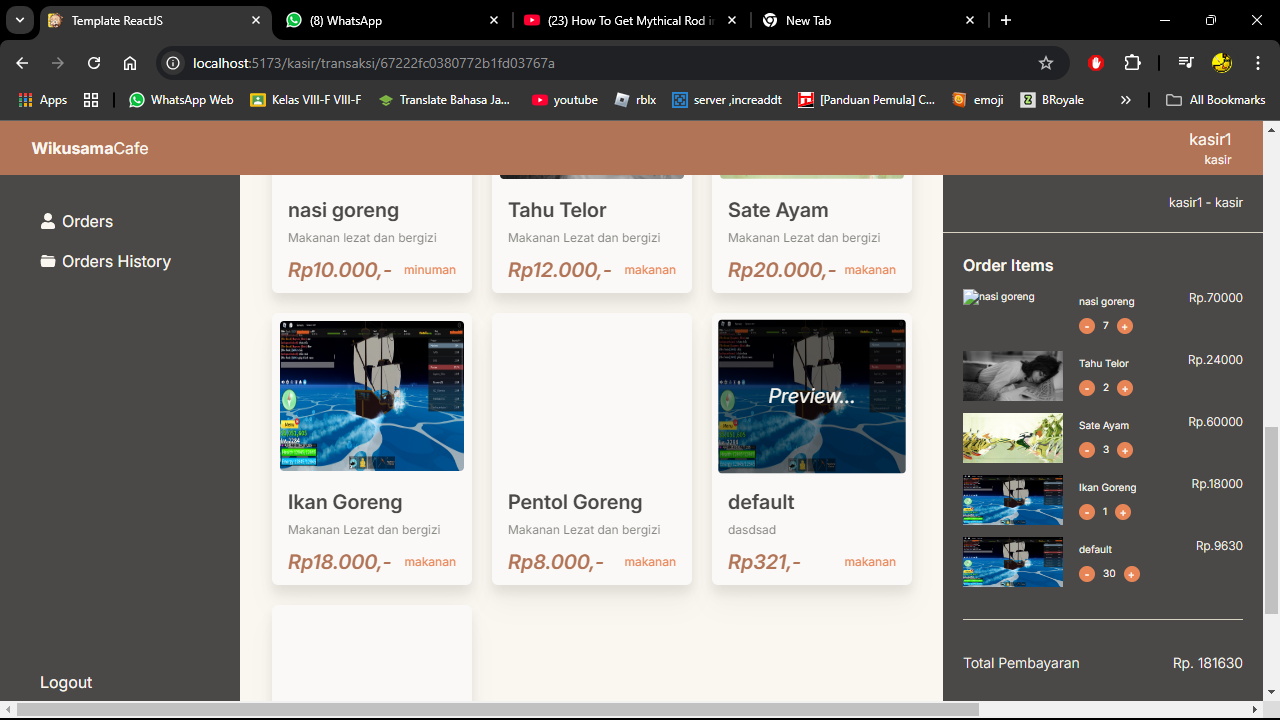 Template ReactJS
(8) WhatsApp
(23) How To Get Mythical Rod in
New Tab
localhost:5173/kasir/transaksi/67222fc0380772b1fd03767a
Apps
WhatsApp Web
Kelas VIII-F VIII-F
Translate Bahasa Ja...
youtube
rblx
server ,increaddt
[Panduan Pemula] C...
emoji
BRoyale
All Bookmarks
WikusamaCafe
kasir1
kasir
Orders
Orders History
Logout
nasi goreng
Makanan lezat dan bergizi
Rp10.000,- minuman
Tahu Telor
Makanan Lezat dan bergizi
Rp12.000,- makanan
Sate Ayam
Makanan Lezat dan bergizi
Rp20.000,- makanan
Ikan Goreng
Makanan Lezat dan bergizi
Rp18.000,- makanan
Pentol Goreng
Makanan Lezat dan bergizi
Rp8.000,- makanan
Preview...
default
dasdsad
Rp321,- makanan
kasir1 - kasir
Order Items
nasi goreng
nasi goreng
Rp.70000
- 7 +
Tahu Telor
Rp.24000
- 2 +
Sate Ayam
Rp.60000
- 3 +
Ikan Goreng
Rp.18000
- 1 +
default
Rp.9630
- 30 +
Total Pembayaran
Rp. 181630